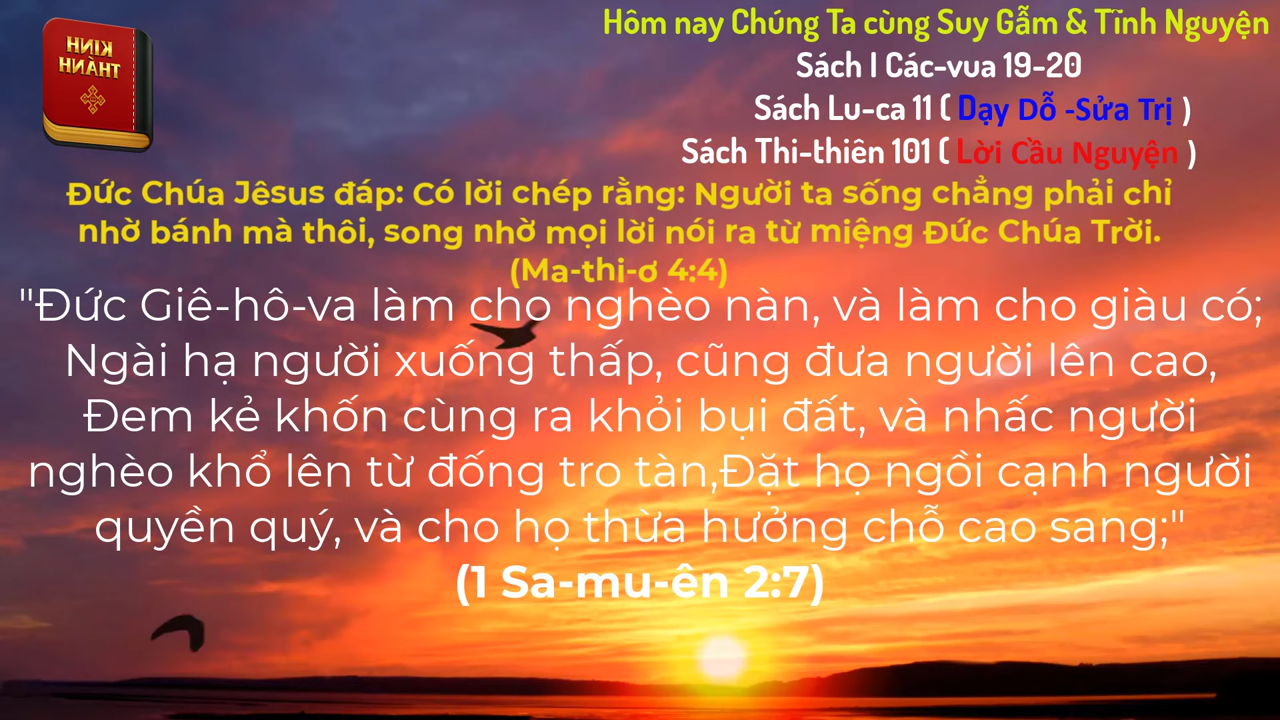 KINH
THÁNH
Hôm nay Chúng Ta cùng Suy Gẫm & Tĩnh Nguyện
Sách I Các-vua 19-20
Sách Lu-ca 11 ( Dạy Dỗ -Sửa Trị )
Sách Thi-thiên 101 ( Lời Cầu Nguyện )
Đức Chúa Jêsus đáp: Có lời chép rằng: Người ta sống chẳng phải chỉ
nhờ bánh mà thôi, song nhờ mọi lời nói ra từ miệng Đức Chúa Trời.
(Ma-thi-ơ 4:4)
"Đức Giê-hô-va làm cho nghèo nàn, và làm cho giàu có;
Ngài hạ người xuống thấp, cũng đưa người lên cao,
Đem kẻ khốn cùng ra khỏi bụi đất, và nhấc người
nghèo khổ lên từ đống tro tàn,Đặt họ ngồi cạnh người
quyền quý, và cho họ thừa hưởng chỗ cao sang;"
(1 Sa-mu-ên 2:7)